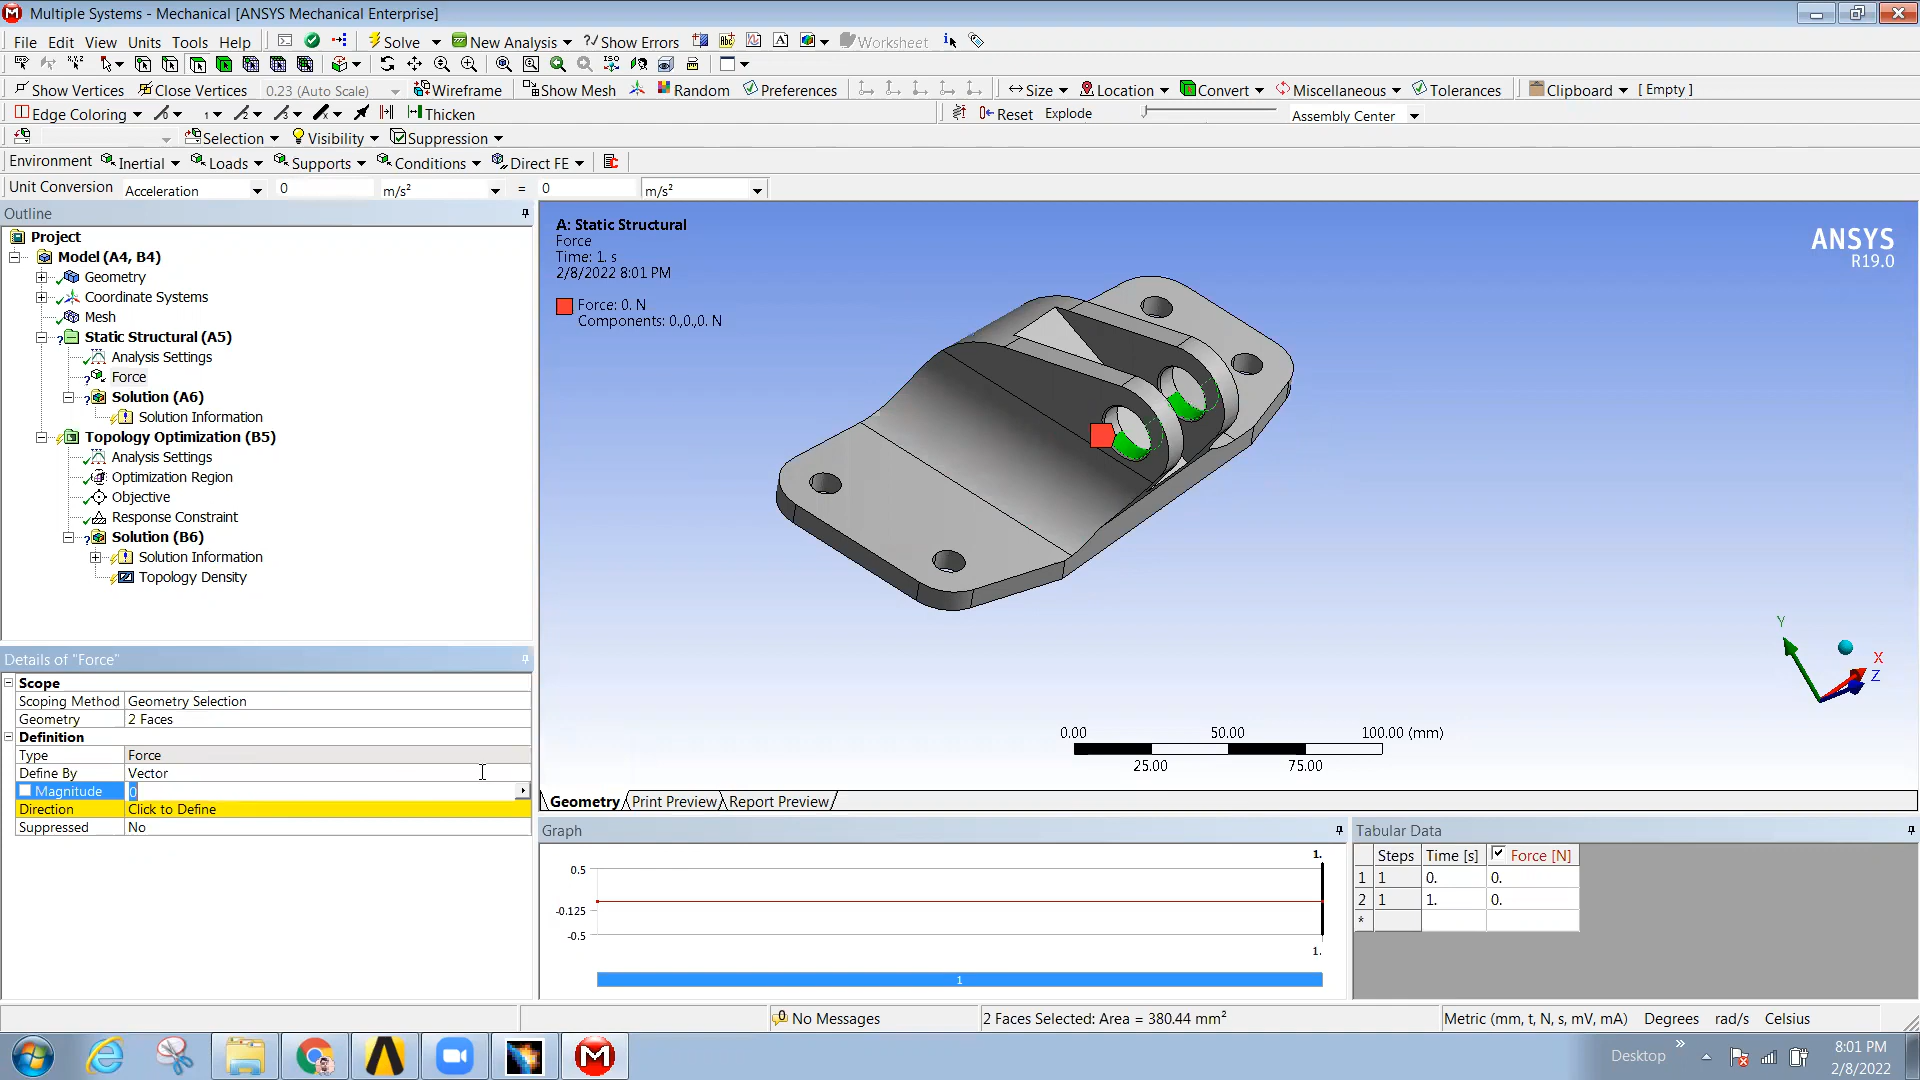 Multiple Systems - Mechanical [ANSYS Mechanical Enterprise]
File Edit View Units Tools Help Solve New Analysis ?/Show Errors Worksheet
Show Vertices Close Vertices 0.23 (Auto Scale) Wireframe Show Mesh Random Preferences Size Location Convert Miscellaneous Tolerances Clipboard [ Empty ]
Edge Coloring Thicken Reset Explode Assembly Center
Selection Visibility Suppression
Environment Inertial Loads Supports Conditions Direct FE
Unit Conversion Acceleration 0 m/s² = 0 m/s²
Outline
Project
Model (A4, B4)
Geometry
Coordinate Systems
Mesh
Static Structural (A5)
Analysis Settings
Force
Solution (A6)
Solution Information
Topology Optimization (B5)
Analysis Settings
Optimization Region
Objective
Response Constraint
Solution (B6)
Solution Information
Topology Density
A: Static Structural
Force
Time: 1. s
2/8/2022 8:01 PM
Force: 0. N
Components: 0.,0.,0. N
ANSYS
R19.0
Y
X
Z
0.00 50.00 100.00 (mm)
25.00 75.00
Details of "Force"
Scope
Scoping Method Geometry Selection
Geometry 2 Faces
Definition
Type Force
Define By Vector
Magnitude 0
Direction Click to Define
Suppressed No
Geometry Print Preview Report Preview
Graph
1.
0.5
-0.125
-0.5
1.
1
Tabular Data
Steps Time [s] Force [N]
1 1 0. 0.
2 1 1. 0.
*
0 No Messages 2 Faces Selected: Area = 380.44 mm² Metric (mm, t, N, s, mV, mA) Degrees rad/s Celsius
Desktop
8:01 PM
2/8/2022